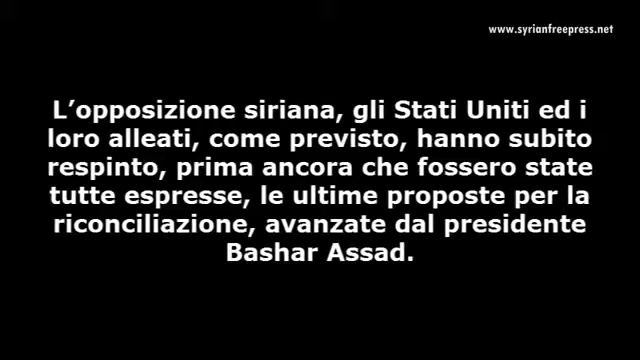 www.syrianfreepress.net
L’opposizione siriana, gli Stati Uniti ed i
loro alleati, come previsto, hanno subito
respinto, prima ancora che fossero state
tutte espresse, le ultime proposte per la
riconciliazione, avanzate dal presidente
Bashar Assad.